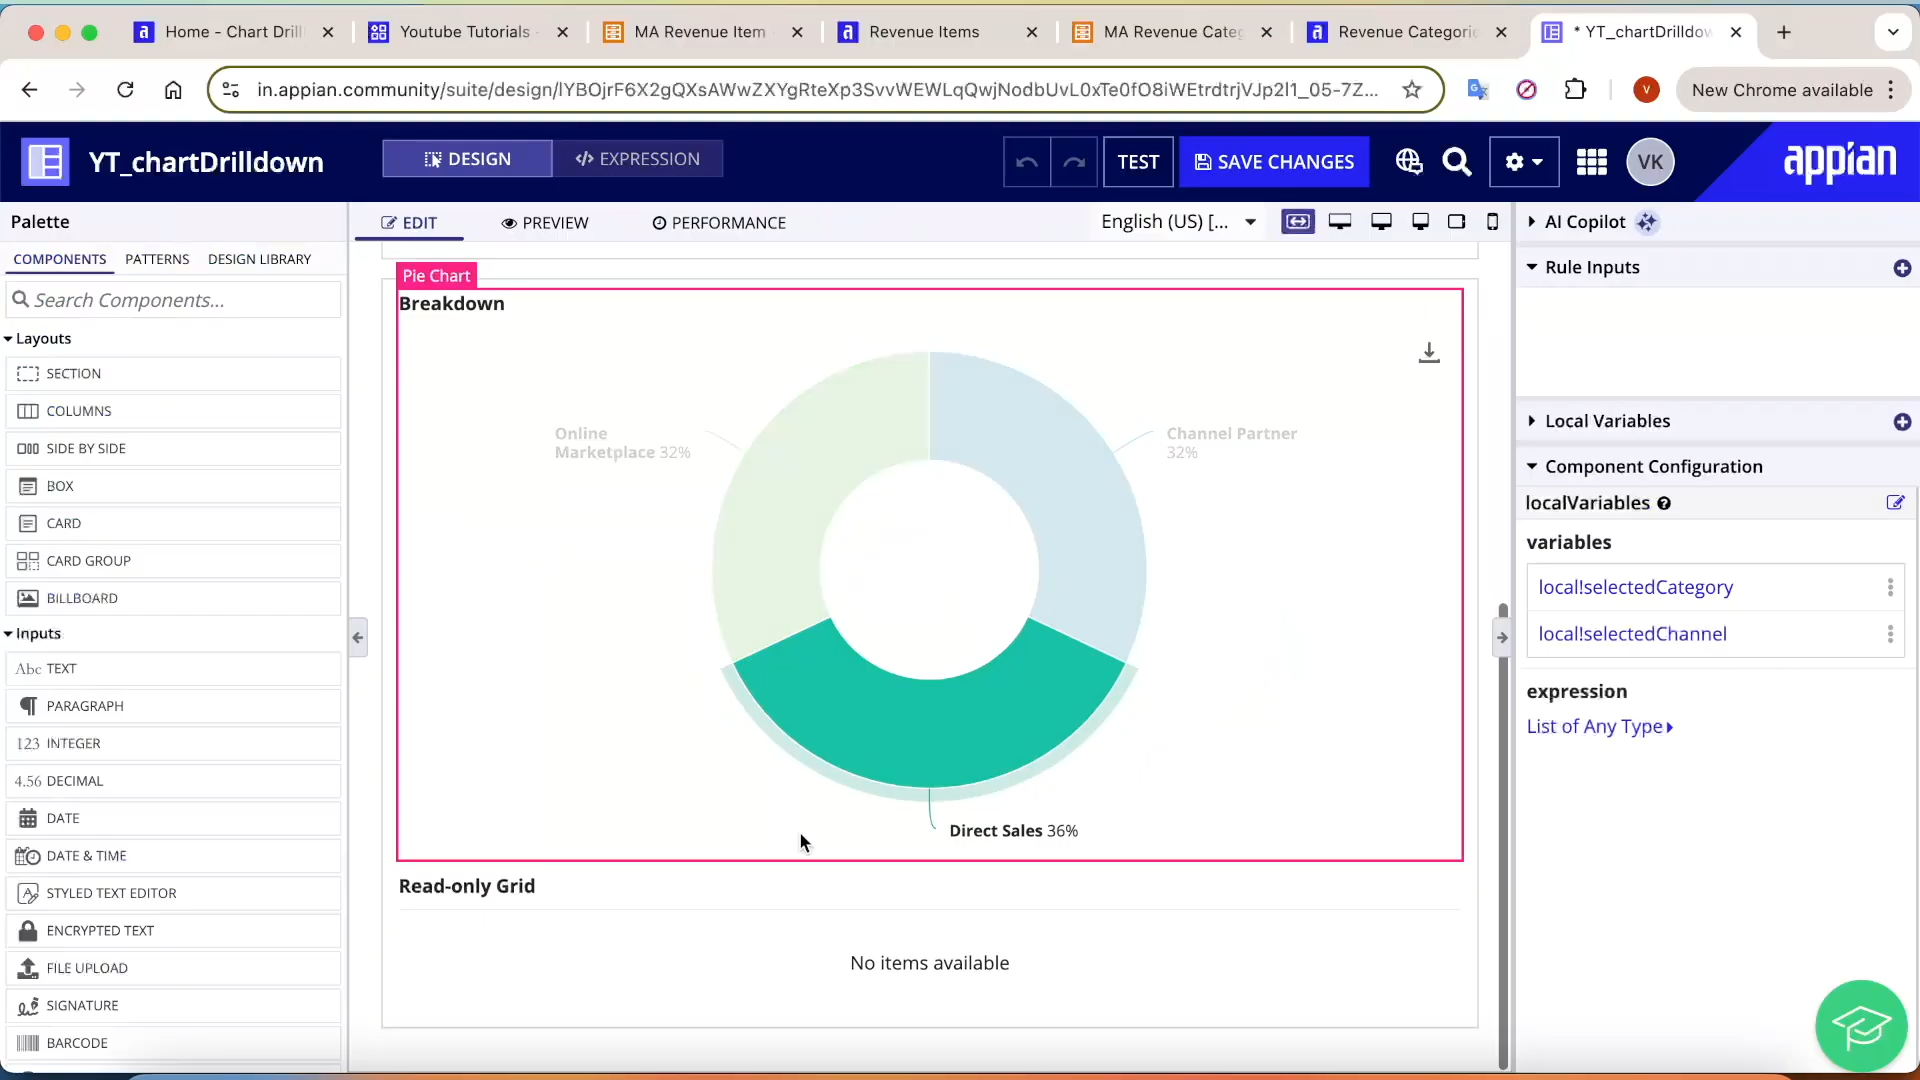 Home - Chart Drill
Youtube Tutorials -
MA Revenue Item
Revenue Items
MA Revenue Categ
Revenue Categori
* YT_chartDrilldow
in.appian.community/suite/design/lYBOjrF6X2gQXsAWwZXYgRteXp3SvvWEWLqQwjNodbUvL0xTe0fO8iWEtrdtrjVJp2l1_05-7Z...
V
New Chrome available
YT_chartDrilldown
DESIGN
EXPRESSION
TEST
SAVE CHANGES
VK
appian
Palette
EDIT
PREVIEW
PERFORMANCE
English (US) [...
AI Copilot
COMPONENTS
PATTERNS
DESIGN LIBRARY
Search Components...
Layouts
SECTION
COLUMNS
SIDE BY SIDE
BOX
CARD
CARD GROUP
BILLBOARD
Inputs
Abc TEXT
PARAGRAPH
123 INTEGER
4.56 DECIMAL
DATE
DATE & TIME
STYLED TEXT EDITOR
ENCRYPTED TEXT
FILE UPLOAD
SIGNATURE
BARCODE
Pie Chart
Breakdown
Online
Marketplace 32%
Channel Partner
32%
Direct Sales 36%
Read-only Grid
No items available
Rule Inputs
Local Variables
Component Configuration
localVariables
variables
local!selectedCategory
local!selectedChannel
expression
List of Any Type